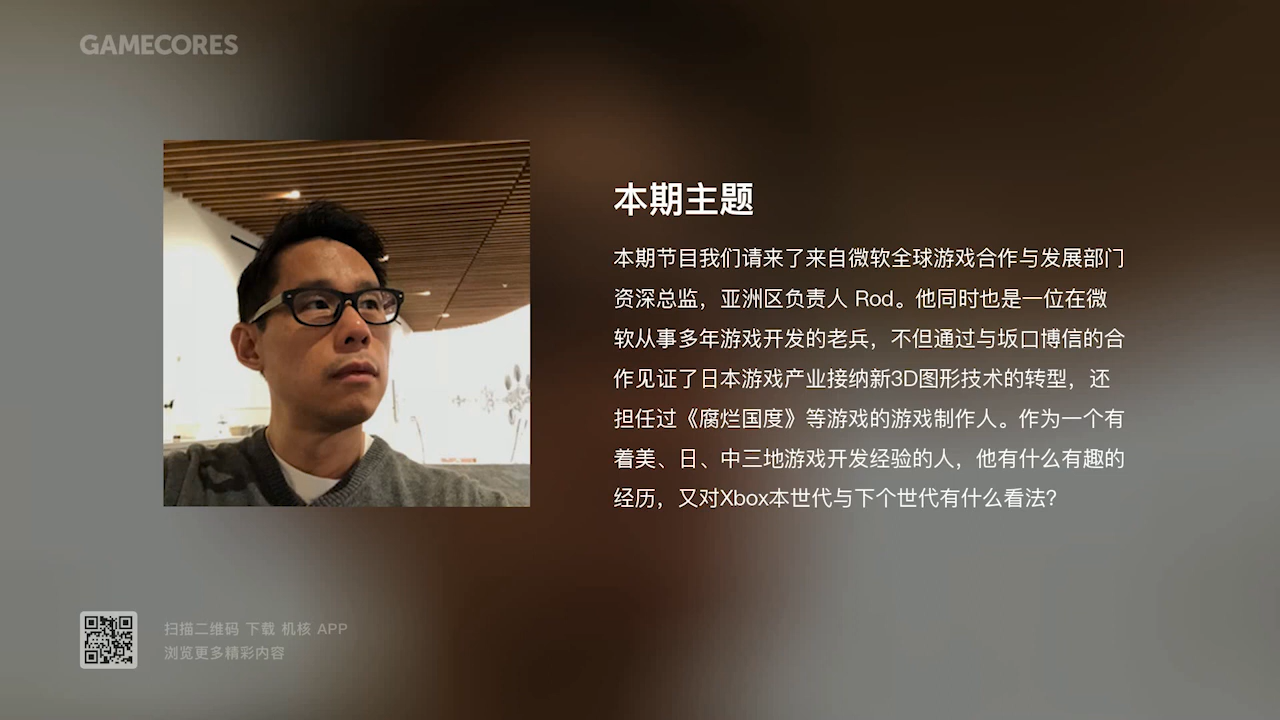 GAMECORES
本期主题
本期节目我们请来了来自微软全球游戏合作与发展部门
资深总监，亚洲区负责人 Rod。他同时也是一位在微
软从事多年游戏开发的老兵，不但通过与坂口博信的合
作见证了日本游戏产业接纳新3D图形技术的转型，还
担任过《腐烂国度》等游戏的游戏制作人。作为一个有
着美、日、中三地游戏开发经验的人，他有什么有趣的
经历，又对Xbox本世代与下个世代有什么看法？
扫描二维码 下载 机核 APP
浏览更多精彩内容